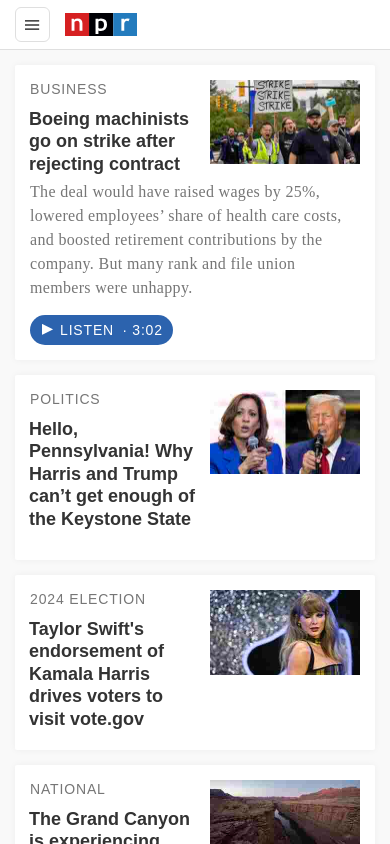 npr
BUSINESS
Boeing machinists
go on strike after
rejecting contract
STRIKE
STRIKE
STRIKE
The deal would have raised wages by 25%,
lowered employees’ share of health care costs,
and boosted retirement contributions by the
company. But many rank and file union
members were unhappy.
LISTEN · 3:02
POLITICS
Hello,
Pennsylvania! Why
Harris and Trump
can’t get enough of
the Keystone State
2024 ELECTION
Taylor Swift's
endorsement of
Kamala Harris
drives voters to
visit vote.gov
NATIONAL
The Grand Canyon
is experiencing